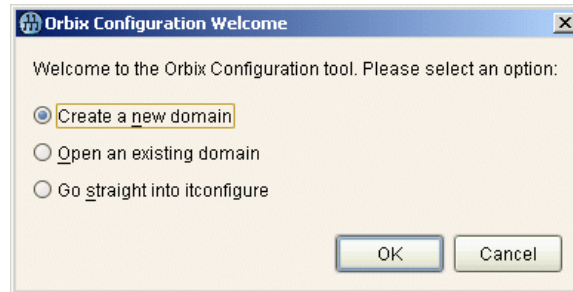 Orbix Configuration Welcome
Welcome to the Orbix Configuration tool. Please select an option:
Create a new domain
Open an existing domain
Go straight into itconfigure
OK Cancel